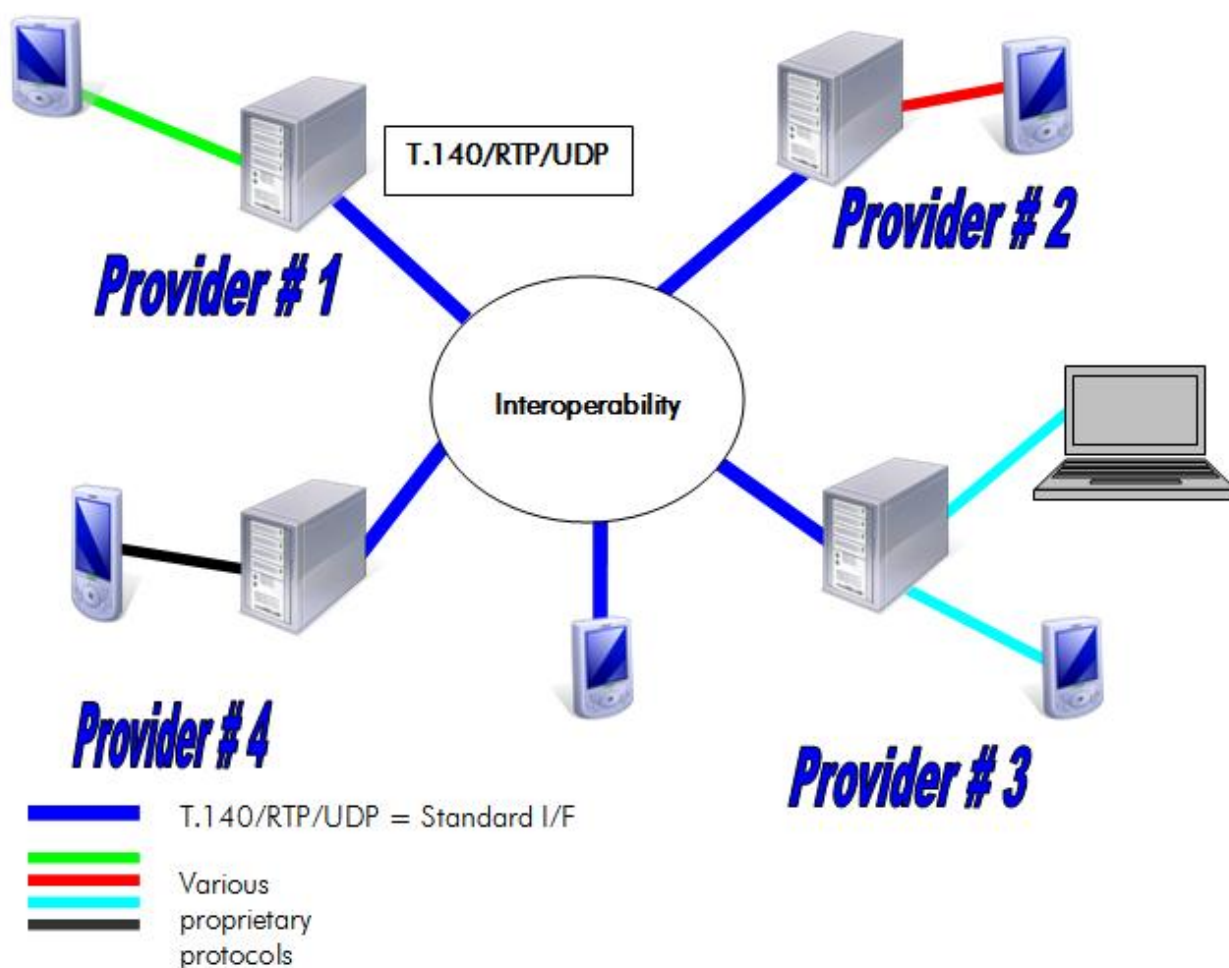 T.140/RTP/UDP
Provider # 2
Provider # 1
Interoperability
Provider # 4
Provider # 3
T.140/RTP/UDP = Standard I/F
Various
proprietary
protocols